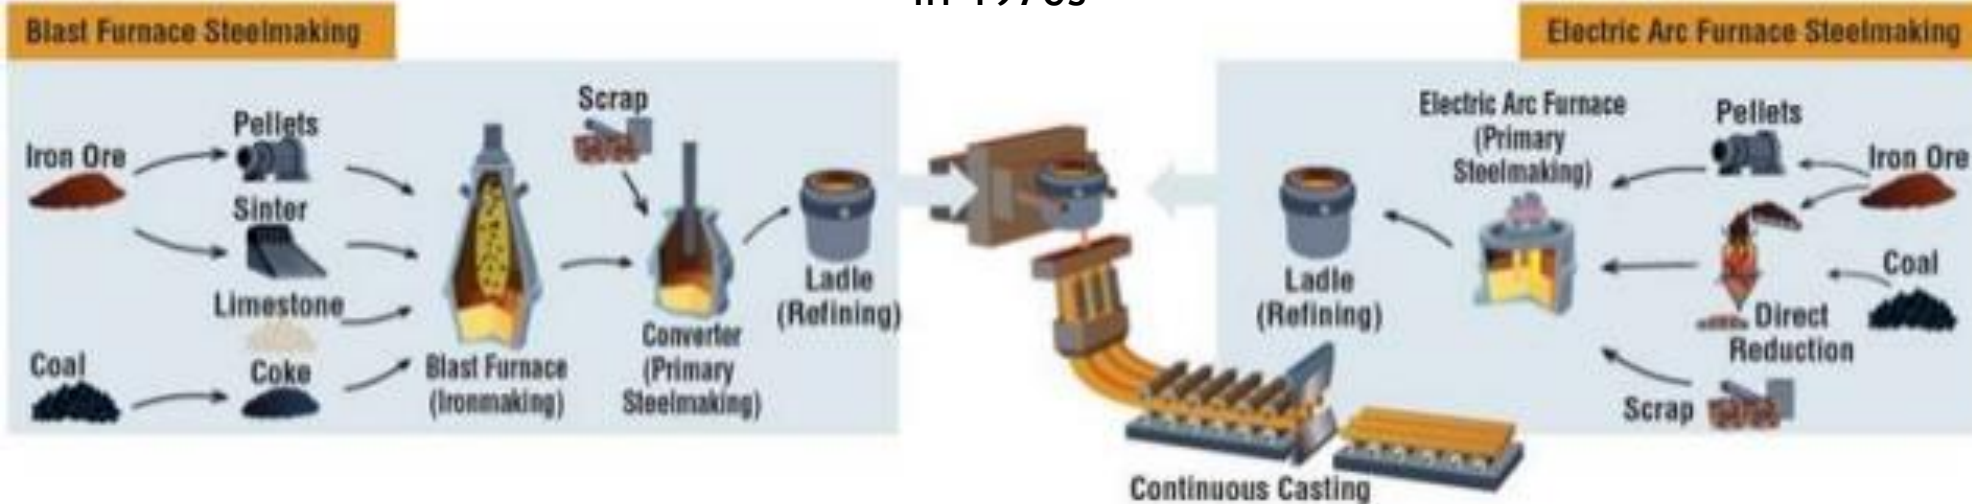 in 1970s
Blast Furnace Steelmaking
Iron Ore
Pellets
Sinter
Limestone
Coal
Coke
Blast Furnace
(Ironmaking)
Scrap
Converter
(Primary
Steelmaking)
Ladle
(Refining)
Continuous Casting
Electric Arc Furnace Steelmaking
Electric Arc Furnace
(Primary
Steelmaking)
Pellets
Iron Ore
Ladle
(Refining)
Coal
Direct
Reduction
Scrap